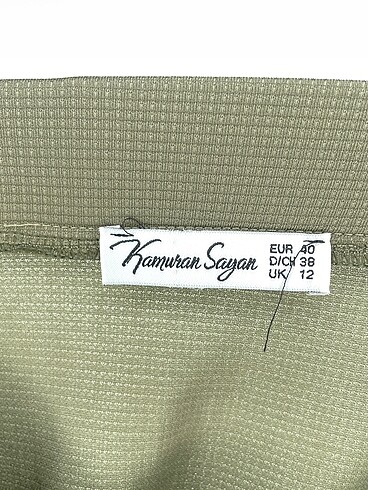 Kamuran Sayan
EUR 40
D/CH 38
UK 12